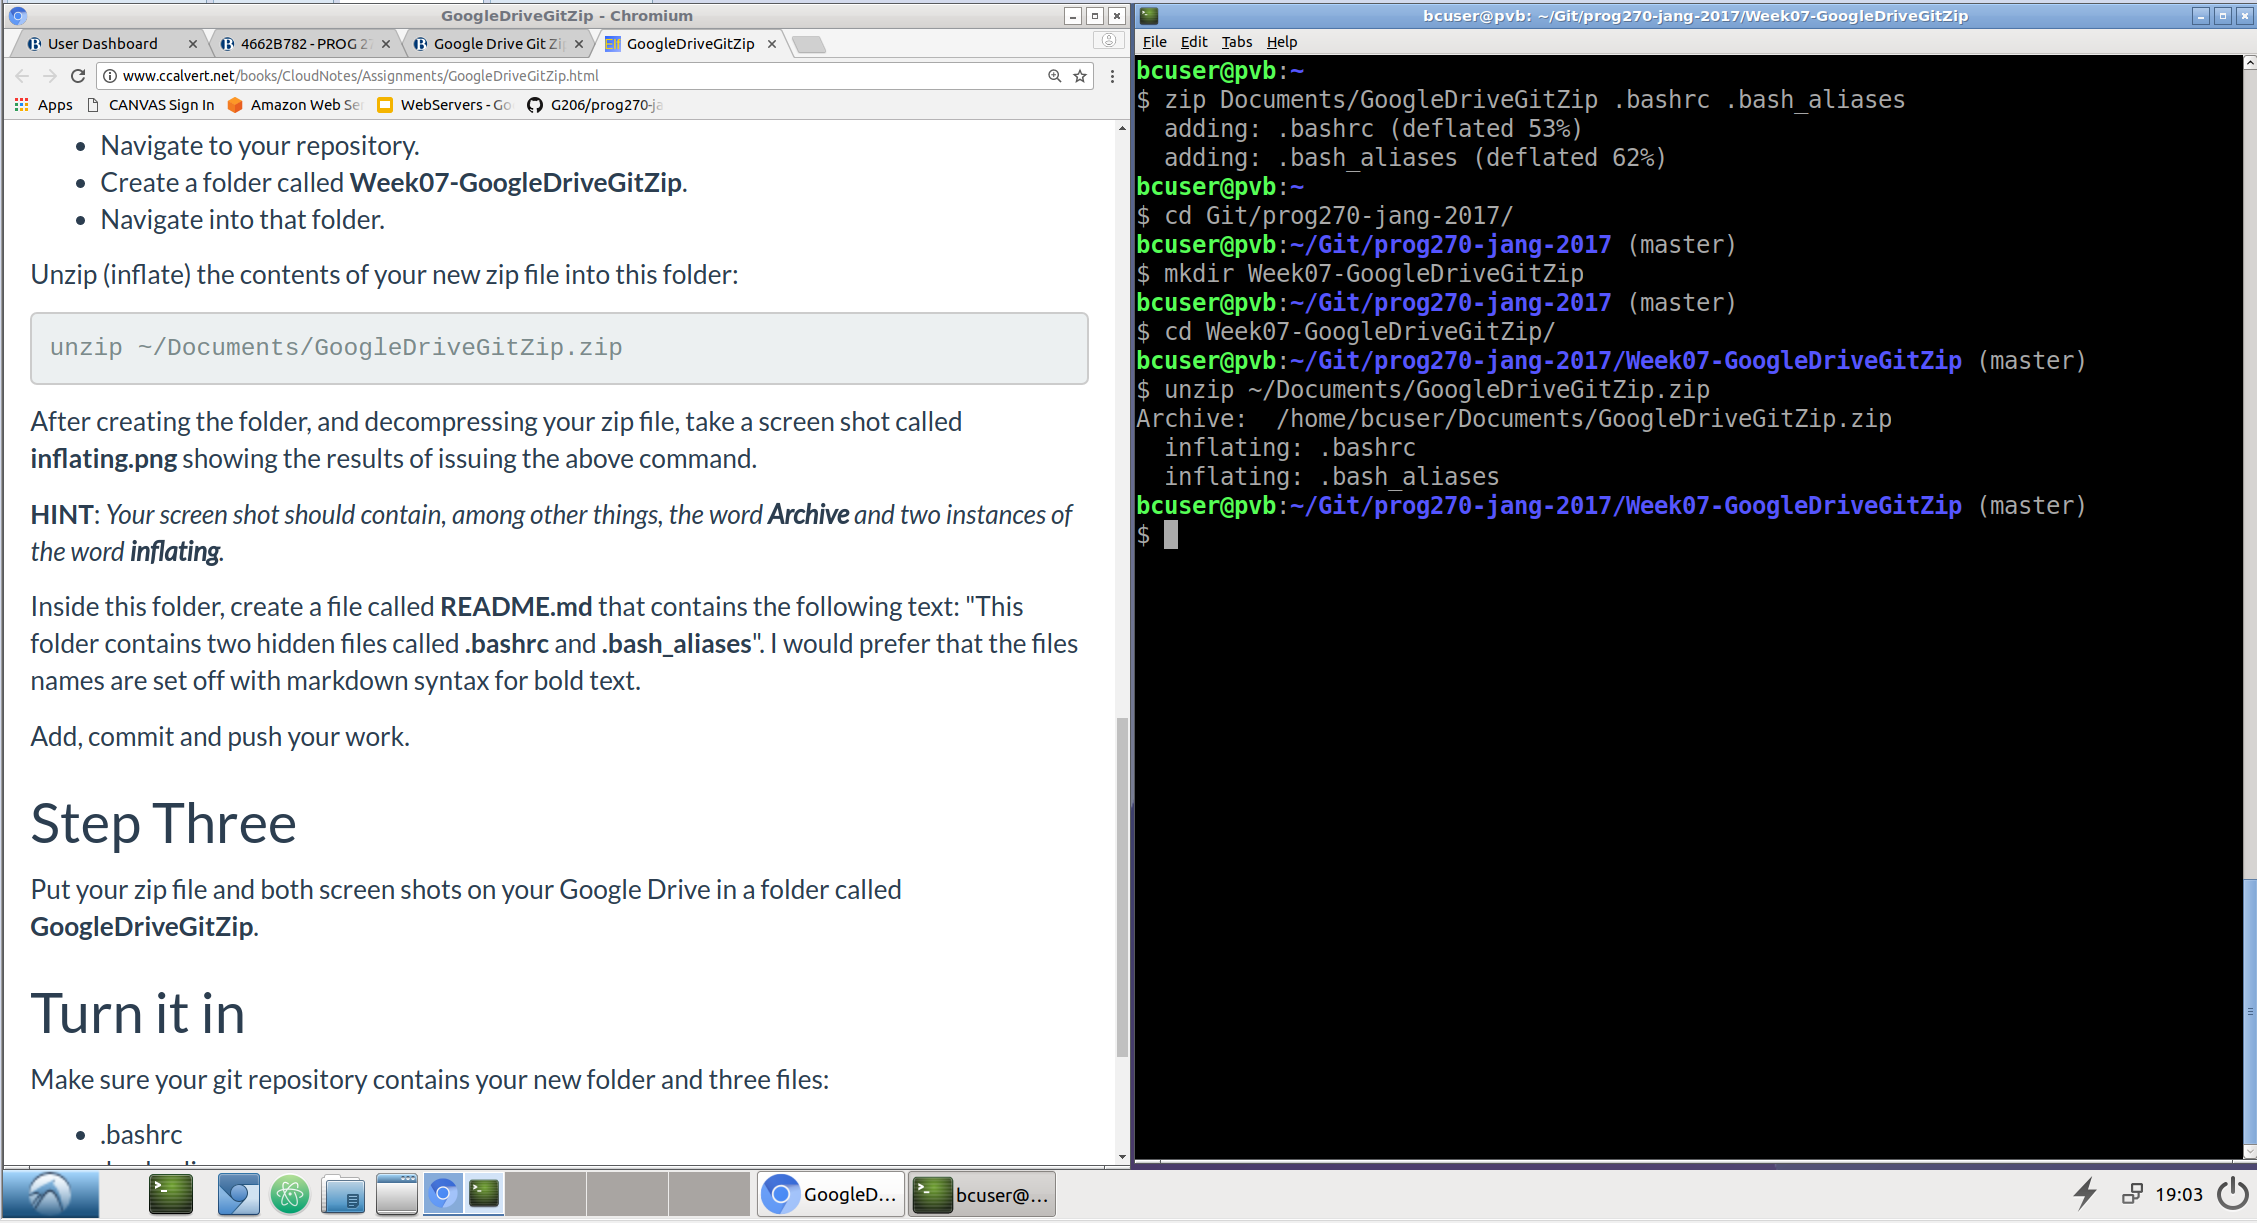 GoogleDriveGitZip - Chromium
User Dashboard
4662B782 - PROG 27
Google Drive Git Zi
GoogleDriveGitZip
www.ccalvert.net/books/CloudNotes/Assignments/GoogleDriveGitZip.html
Apps CANVAS Sign In Amazon Web Se WebServers - Go G206/prog270-ja
• Navigate to your repository.
• Create a folder called Week07-GoogleDriveGitZip.
• Navigate into that folder.
Unzip (inflate) the contents of your new zip file into this folder:
unzip ~/Documents/GoogleDriveGitZip.zip
After creating the folder, and decompressing your zip file, take a screen shot called
inflating.png showing the results of issuing the above command.
HINT: Your screen shot should contain, among other things, the word Archive and two instances of
the word inflating.
Inside this folder, create a file called README.md that contains the following text: "This
folder contains two hidden files called .bashrc and .bash_aliases". I would prefer that the files
names are set off with markdown syntax for bold text.
Add, commit and push your work.
Step Three
Put your zip file and both screen shots on your Google Drive in a folder called
GoogleDriveGitZip.
Turn it in
Make sure your git repository contains your new folder and three files:
• .bashrc
bcuser@pvb: ~/Git/prog270-jang-2017/Week07-GoogleDriveGitZip
File Edit Tabs Help
bcuser@pvb:~
$ zip Documents/GoogleDriveGitZip .bashrc .bash_aliases
adding: .bashrc (deflated 53%)
adding: .bash_aliases (deflated 62%)
bcuser@pvb:~
$ cd Git/prog270-jang-2017/
bcuser@pvb:~/Git/prog270-jang-2017 (master)
$ mkdir Week07-GoogleDriveGitZip
bcuser@pvb:~/Git/prog270-jang-2017 (master)
$ cd Week07-GoogleDriveGitZip/
bcuser@pvb:~/Git/prog270-jang-2017/Week07-GoogleDriveGitZip (master)
$ unzip ~/Documents/GoogleDriveGitZip.zip
Archive:  /home/bcuser/Documents/GoogleDriveGitZip.zip
inflating: .bashrc
inflating: .bash_aliases
bcuser@pvb:~/Git/prog270-jang-2017/Week07-GoogleDriveGitZip (master)
$
GoogleD...
bcuser@...
19:03